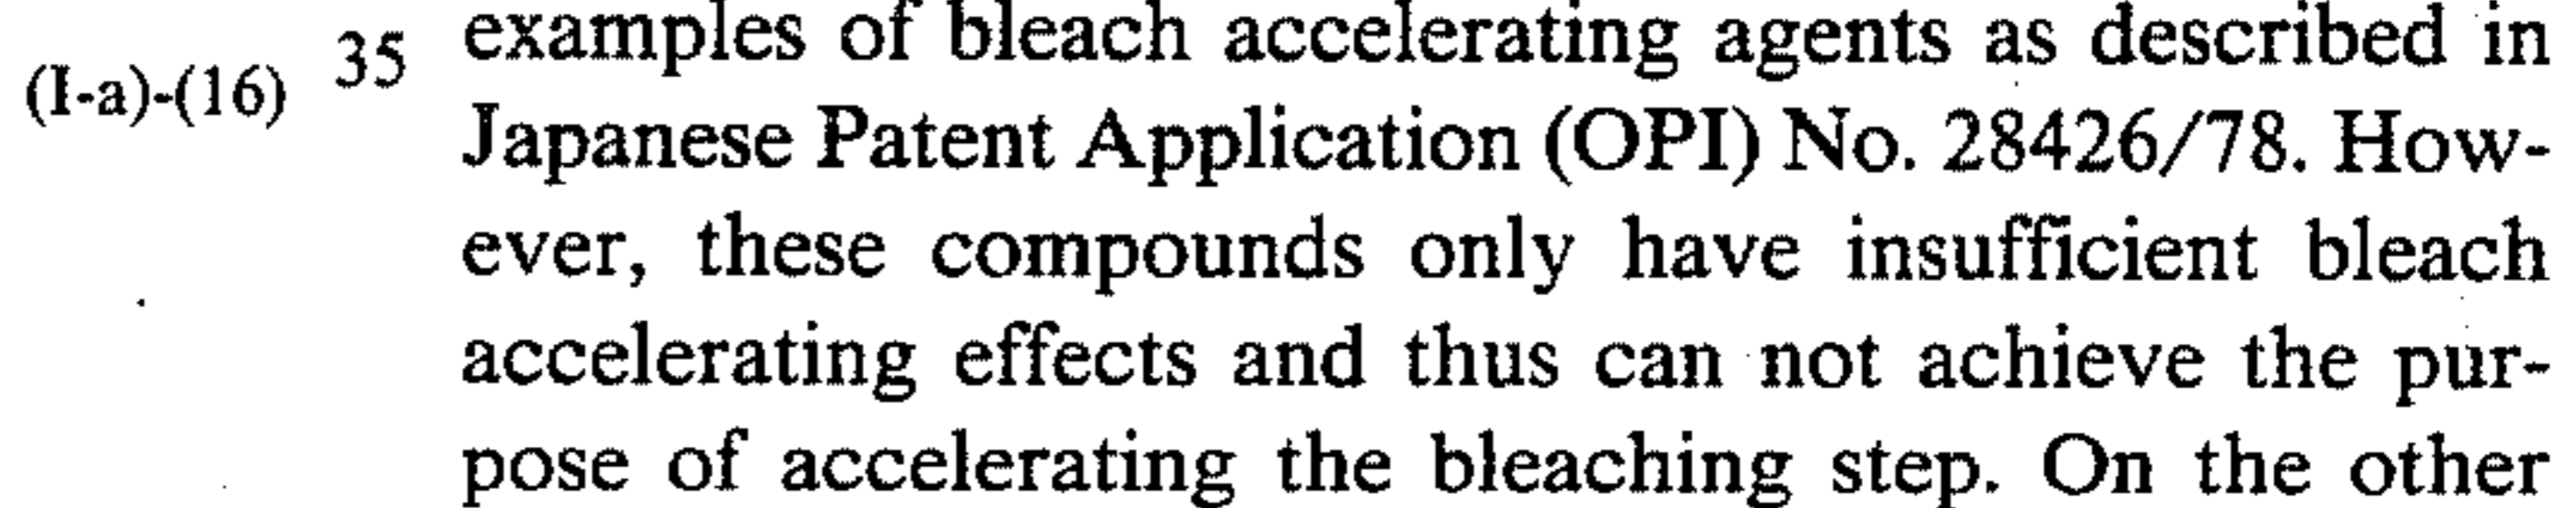 (I-a)-(16) 35 examples of bleach accelerating agents as described in
Japanese Patent Application (OPI) No. 28426/78. How-
ever, these compounds only have insufficient bleach
accelerating effects and thus can not achieve the pur-
pose of accelerating the bleaching step. On the other